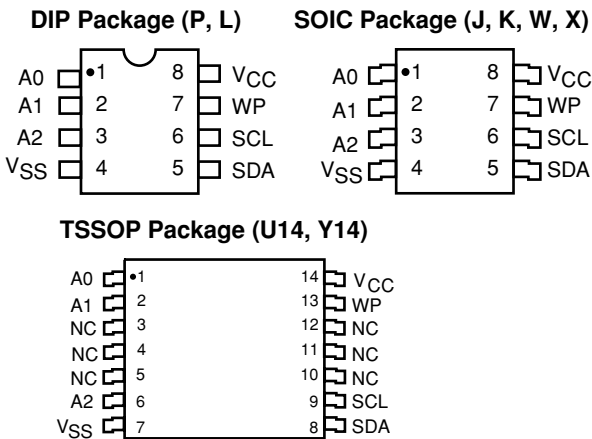 DIP Package (P, L)
A0 1 8 VCC
A1 2 7 WP
A2 3 6 SCL
VSS 4 5 SDA
SOIC Package (J, K, W, X)
A0 1 8 VCC
A1 2 7 WP
A2 3 6 SCL
VSS 4 5 SDA
TSSOP Package (U14, Y14)
A0 1 14 VCC
A1 2 13 WP
NC 3 12 NC
NC 4 11 NC
NC 5 10 NC
A2 6 9 SCL
VSS 7 8 SDA